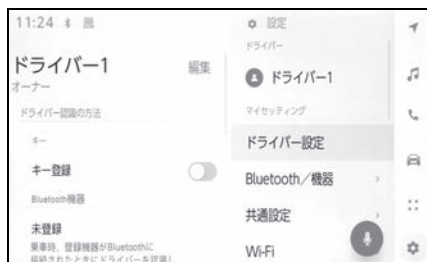 11:24
ドライバー1
編集
オーナー
ドライバー認識の方法
キー
キー登録
Bluetooth機器
未登録
乗車時、登録機器がBluetoothに
接続されたときにドライバーを認識し
設定
ドライバー
ドライバー1
マイセッティング
ドライバー設定
Bluetooth／機器
共通設定
Wi-Fi